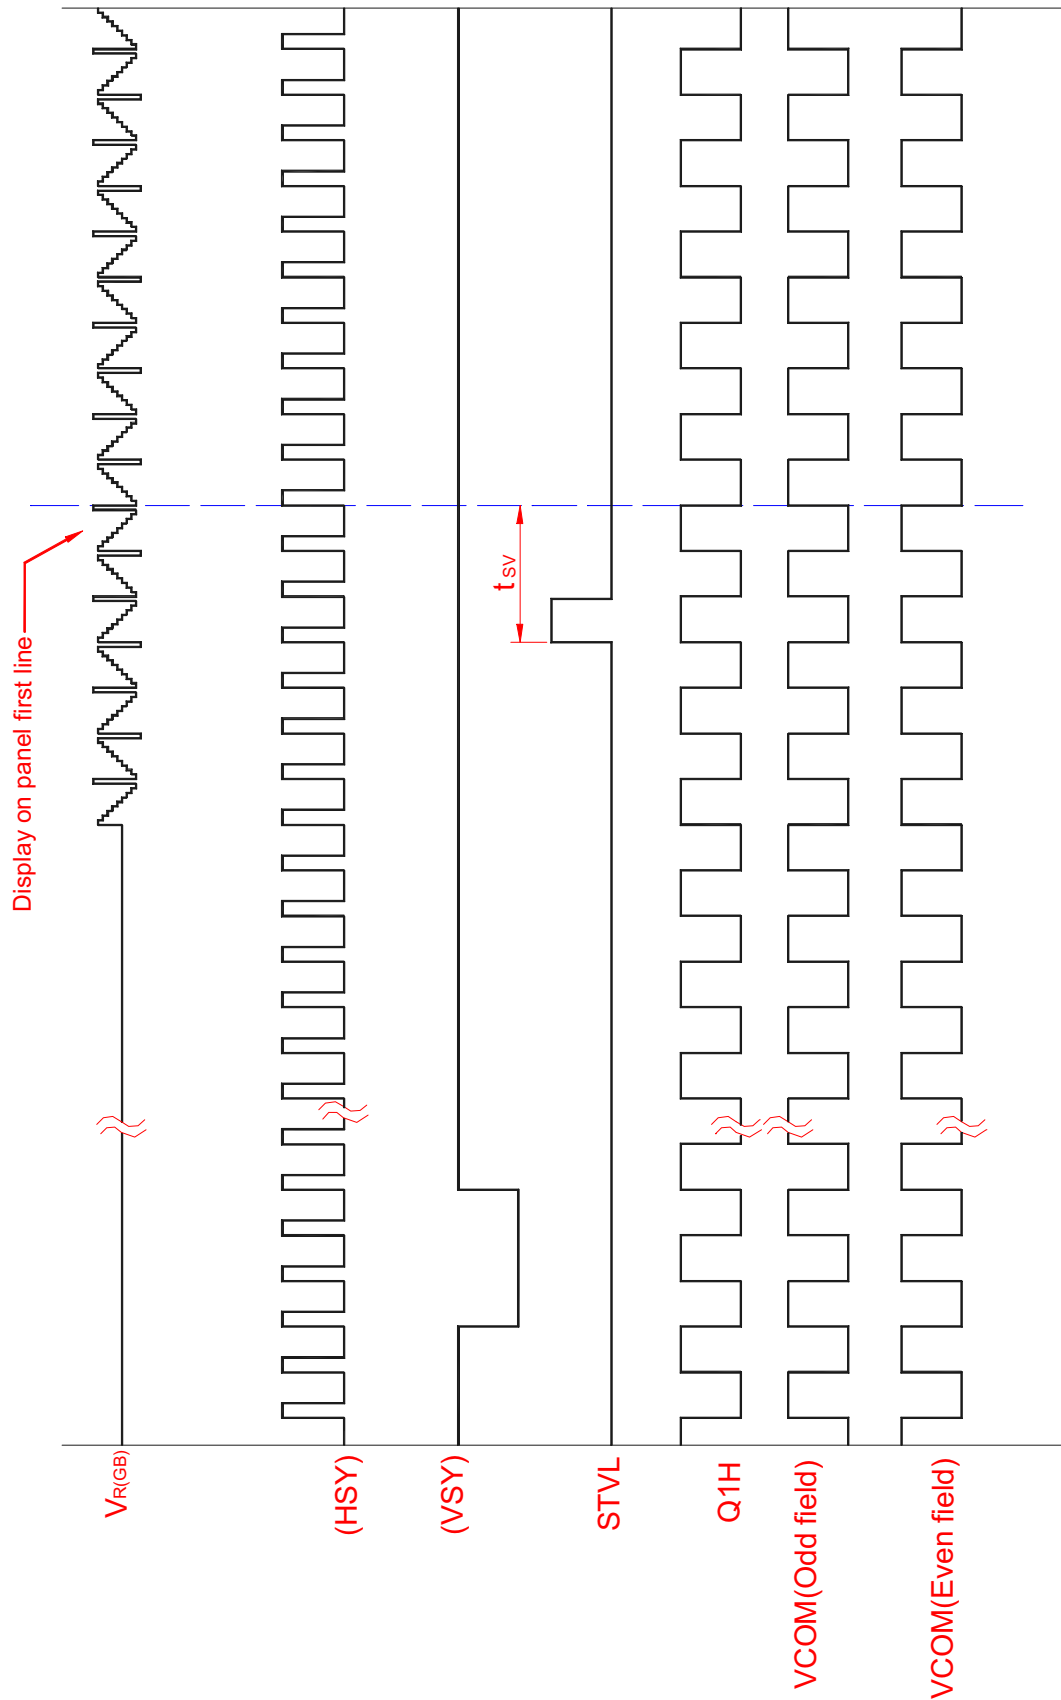 Display on panel first line
VR(GB)
(HSY)
(VSY)
tsv
STVL
Q1H
VCOM(Odd field)
VCOM(Even field)